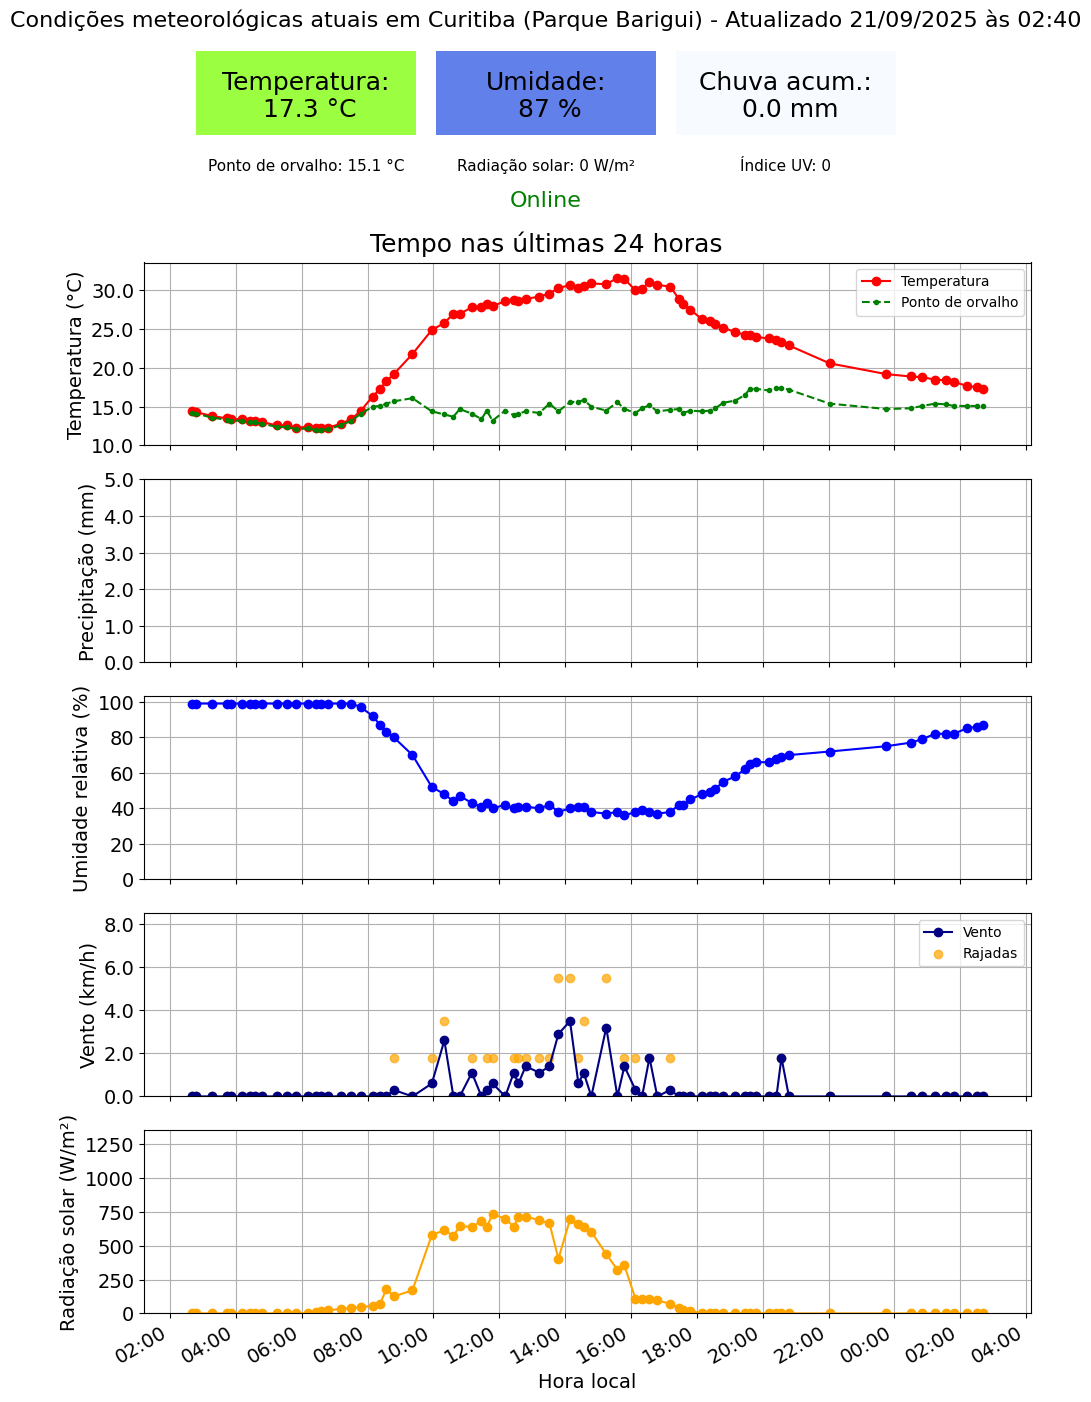 Condições meteorológicas atuais em Curitiba (Parque Barigui) - Atualizado 21/09/2025 às 02:40
Temperatura:
17.3 °C
Umidade:
87 %
Chuva acum.:
0.0 mm
Ponto de orvalho: 15.1 °C
Radiação solar: 0 W/m²
Índice UV: 0
Online
Tempo nas últimas 24 horas
Temperatura (°C)
30.0
25.0
20.0
15.0
10.0
Temperatura
Ponto de orvalho
Precipitação (mm)
5.0
4.0
3.0
2.0
1.0
0.0
Umidade relativa (%)
100
80
60
40
20
0
Vento (km/h)
8.0
6.0
4.0
2.0
0.0
Vento
Rajadas
Radiação solar (W/m²)
1250
1000
750
500
250
0
02:00 04:00 06:00 08:00 10:00 12:00 14:00 16:00 18:00 20:00 22:00 00:00 02:00 04:00
Hora local